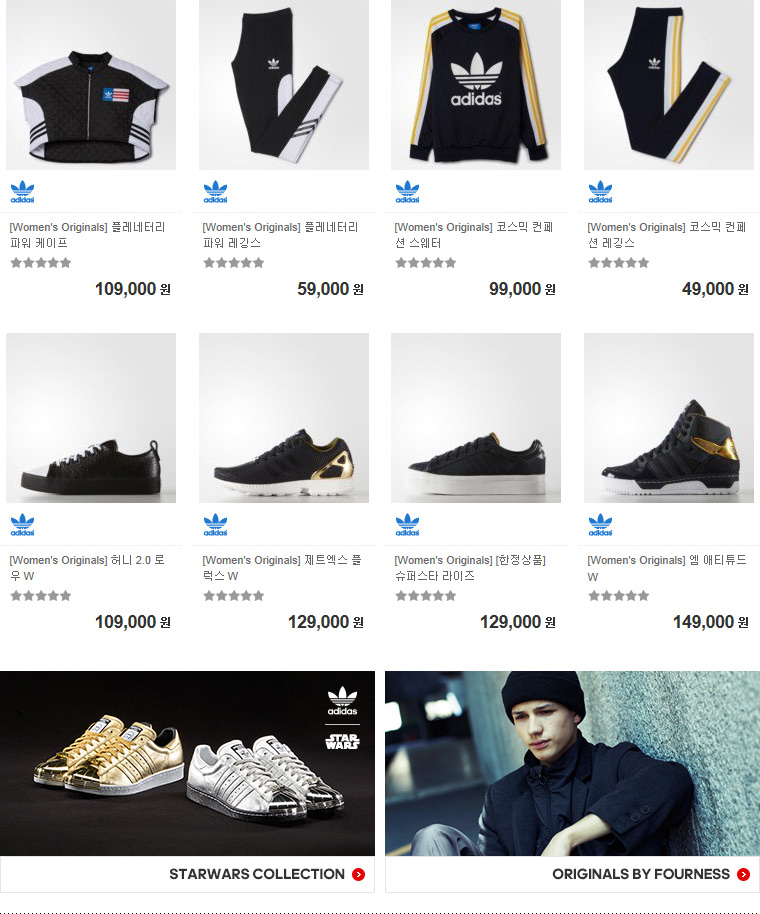 adidas
adidas
adidas
adidas
adidas
[Women's Originals] 플레네터리
파워 케이프
109,000 원
[Women's Originals] 플레네터리
파워 레깅스
59,000 원
[Women's Originals] 코스믹 컨페
션 스웨터
99,000 원
[Women's Originals] 코스믹 컨페
션 레깅스
49,000 원
adidas
adidas
adidas
adidas
[Women's Originals] 허니 2.0 로
우 W
109,000 원
[Women's Originals] 제트엑스 플
럭스 W
129,000 원
[Women's Originals] [한정상품]
슈퍼스타 라이즈
129,000 원
[Women's Originals] 엠 애티튜드
W
149,000 원
adidas
STAR
WARS
STARWARS COLLECTION
ORIGINALS BY FOURNESS